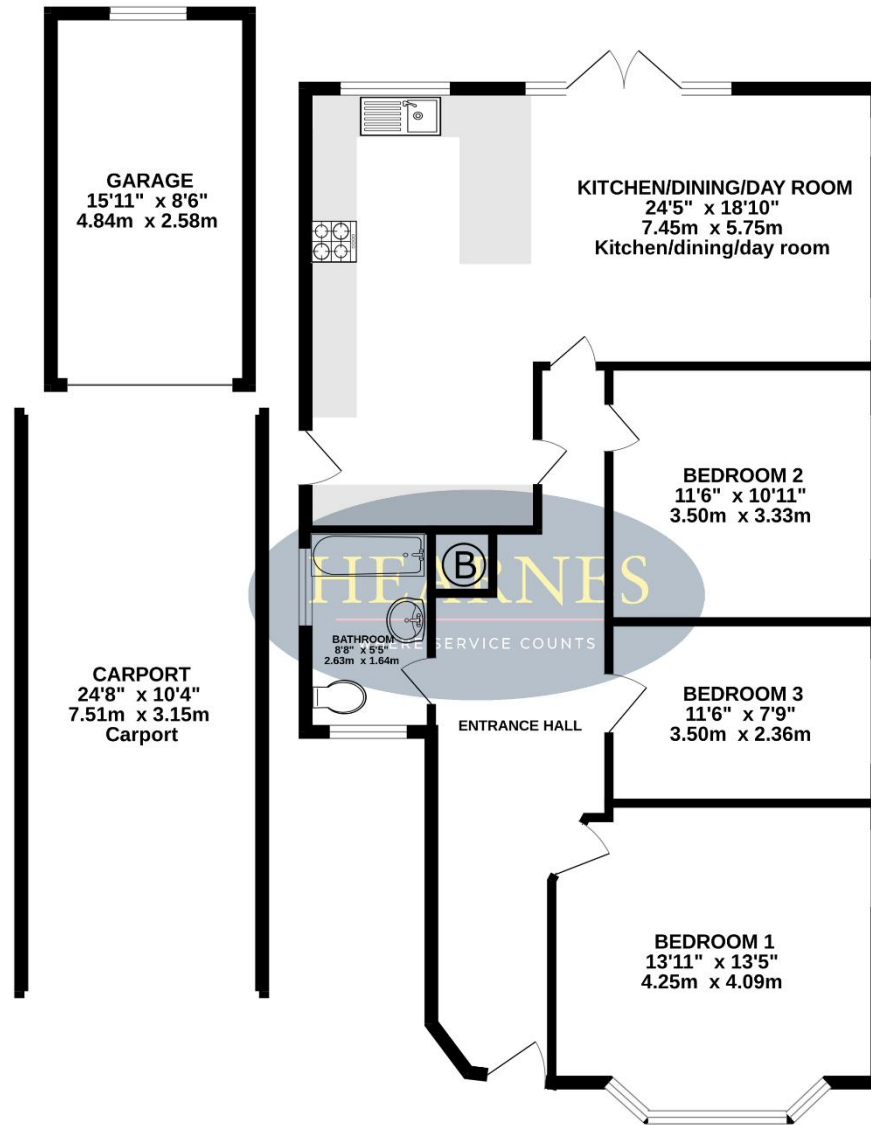 GARAGE
15'11" x 8'6"
4.84m x 2.58m
KITCHEN/DINING/DAY ROOM
24'5" x 18'10"
7.45m x 5.75m
Kitchen/dining/day room
BEDROOM 2
11'6" x 10'11"
3.50m x 3.33m
B
HEARNES
WHERE SERVICE COUNTS
BATHROOM
8'8" x 5'5"
2.63m x 1.64m
CARPORT
24'8" x 10'4"
7.51m x 3.15m
Carport
BEDROOM 3
11'6" x 7'9"
3.50m x 2.36m
ENTRANCE HALL
BEDROOM 1
13'11" x 13'5"
4.25m x 4.09m